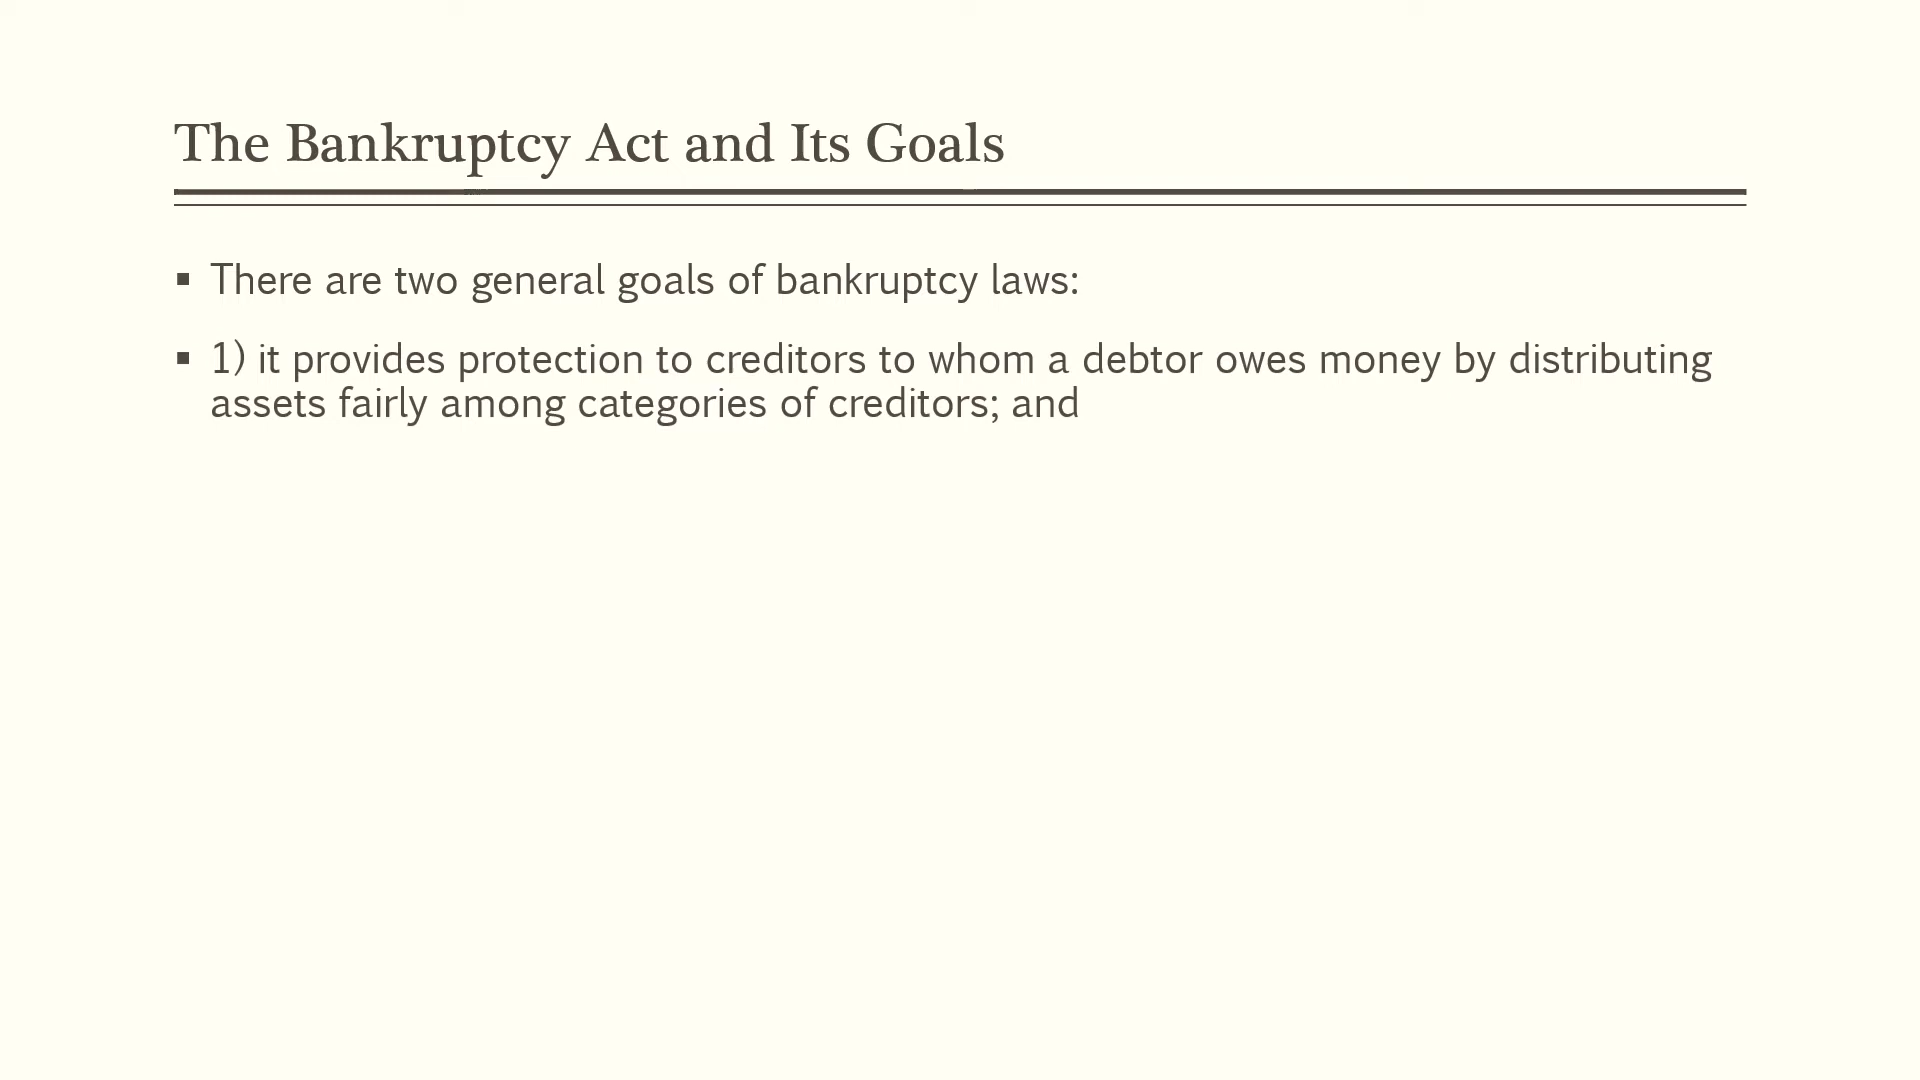 The Bankruptcy Act and Its Goals
▪ There are two general goals of bankruptcy laws:
▪ 1) it provides protection to creditors to whom a debtor owes money by distributing
assets fairly among categories of creditors; and